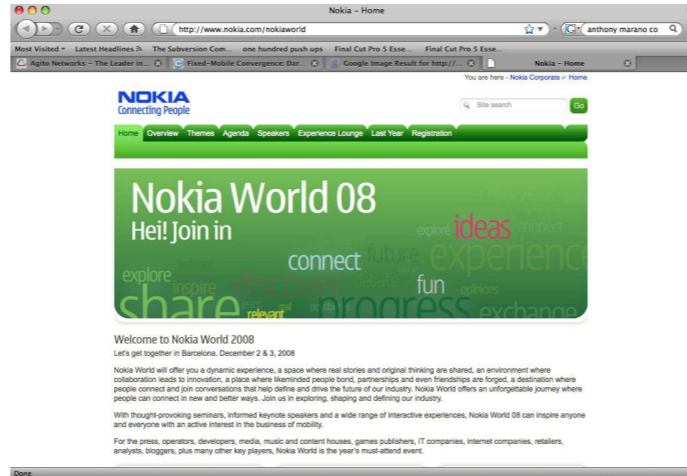 Nokia – Home
http://www.nokia.com/nokiaworld
anthony marano co
Most Visited Latest Headlines The Subversion Com... one hundred push ups Final Cut Pro 5 Esse... Final Cut Pro 5 Esse...
Agito Networks – The Leader in... Fixed-Mobile Convergence: Dar... Google Image Result for http://... Nokia – Home
You are here - Nokia Corporate > Home
NOKIA
Connecting People
Site search Go
Home Overview Themes Agenda Speakers Experience Lounge Last Year Registration
Nokia World 08
Hei! Join in
explore ideas connect
connect future experience
explore inspire discover debate fun opinions
share relevant progress exchange
Welcome to Nokia World 2008
Let's get together in Barcelona. December 2 & 3, 2008
Nokia World will offer you a dynamic experience, a space where real stories and original thinking are shared, an environment where
collaboration leads to innovation, a place where likeminded people bond, partnerships and even friendships are forged, a destination where
people connect and join conversations that help define and drive the future of our industry. Nokia World offers an unforgettable journey where
people can connect in new and better ways. Join us in exploring, shaping and defining our industry.
With thought-provoking seminars, informed keynote speakers and a wide range of interactive experiences, Nokia World 08 can inspire anyone
and everyone with an active interest in the business of mobility.
For the press, operators, developers, media, music and content houses, games publishers, IT companies, internet companies, retailers,
analysts, bloggers, plus many other key players, Nokia World is the year's must-attend event.
Done